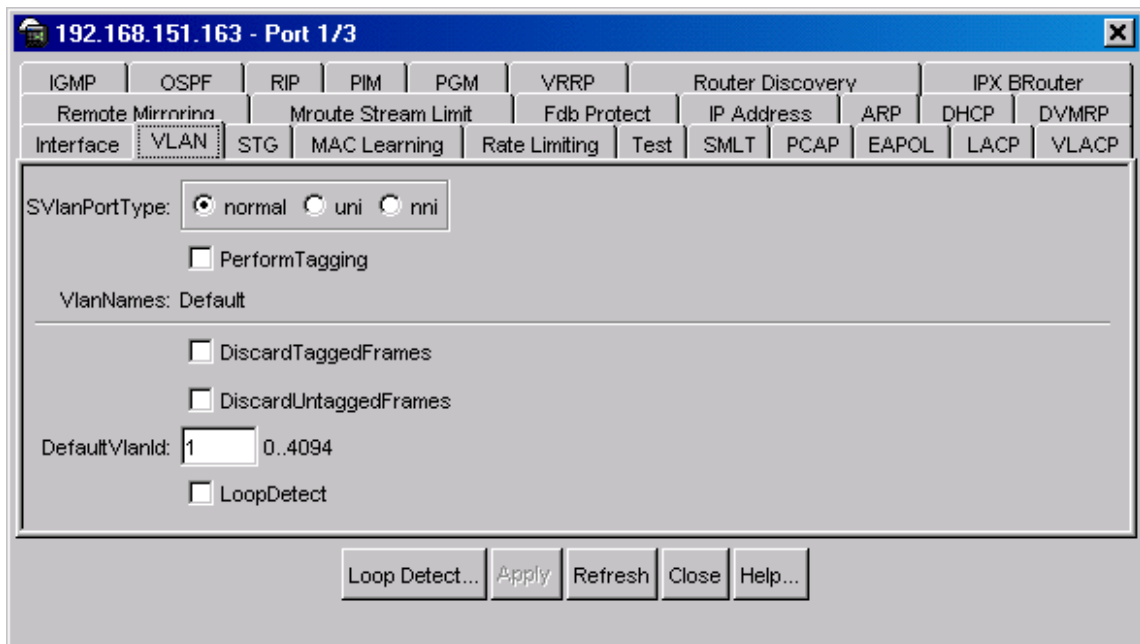 192.168.151.163 - Port 1/3
IGMP OSPF RIP PIM PGM VRRP Router Discovery IPX BRouter
Remote Mirroring Mroute Stream Limit Fdb Protect IP Address ARP DHCP DVMRP
Interface VLAN STG MAC Learning Rate Limiting Test SMLT PCAP EAPOL LACP VLACP
SVlanPortType: normal uni nni
PerformTagging
VlanNames: Default
DiscardTaggedFrames
DiscardUntaggedFrames
DefaultVlanId: 1 0..4094
LoopDetect
Loop Detect... Apply Refresh Close Help...